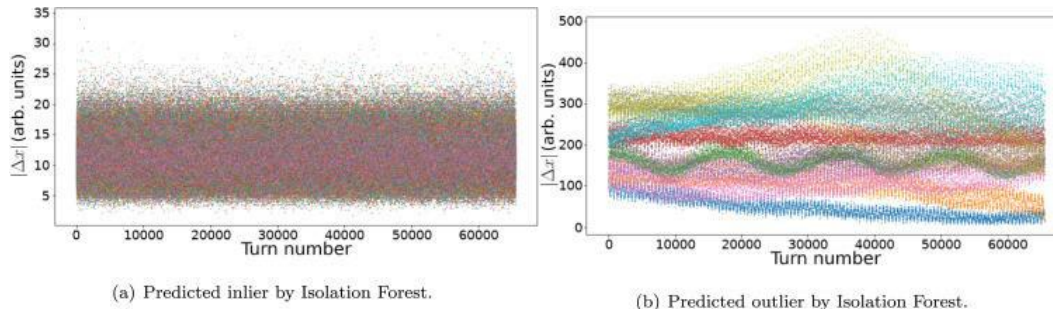 35
30
25
20
15
10
5
|Δx| (arb. units)
0 10000 20000 30000 40000 50000 60000
Turn number
(a) Predicted inlier by Isolation Forest.
500
400
300
200
100
0
|Δx| (arb. units)
0 10000 20000 30000 40000 50000 60000
Turn number
(b) Predicted outlier by Isolation Forest.